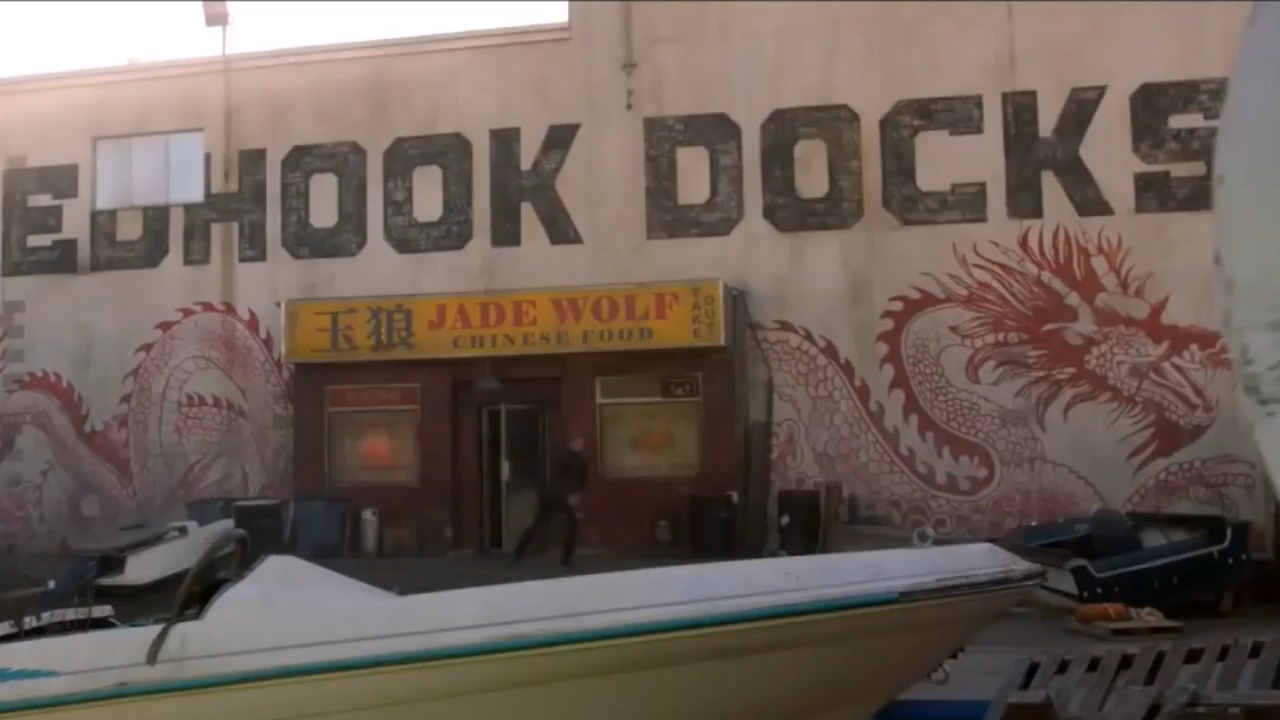 EDHOOK DOCKS
玉狼 JADE WOLF
CHINESE FOOD
TAKE
OUT